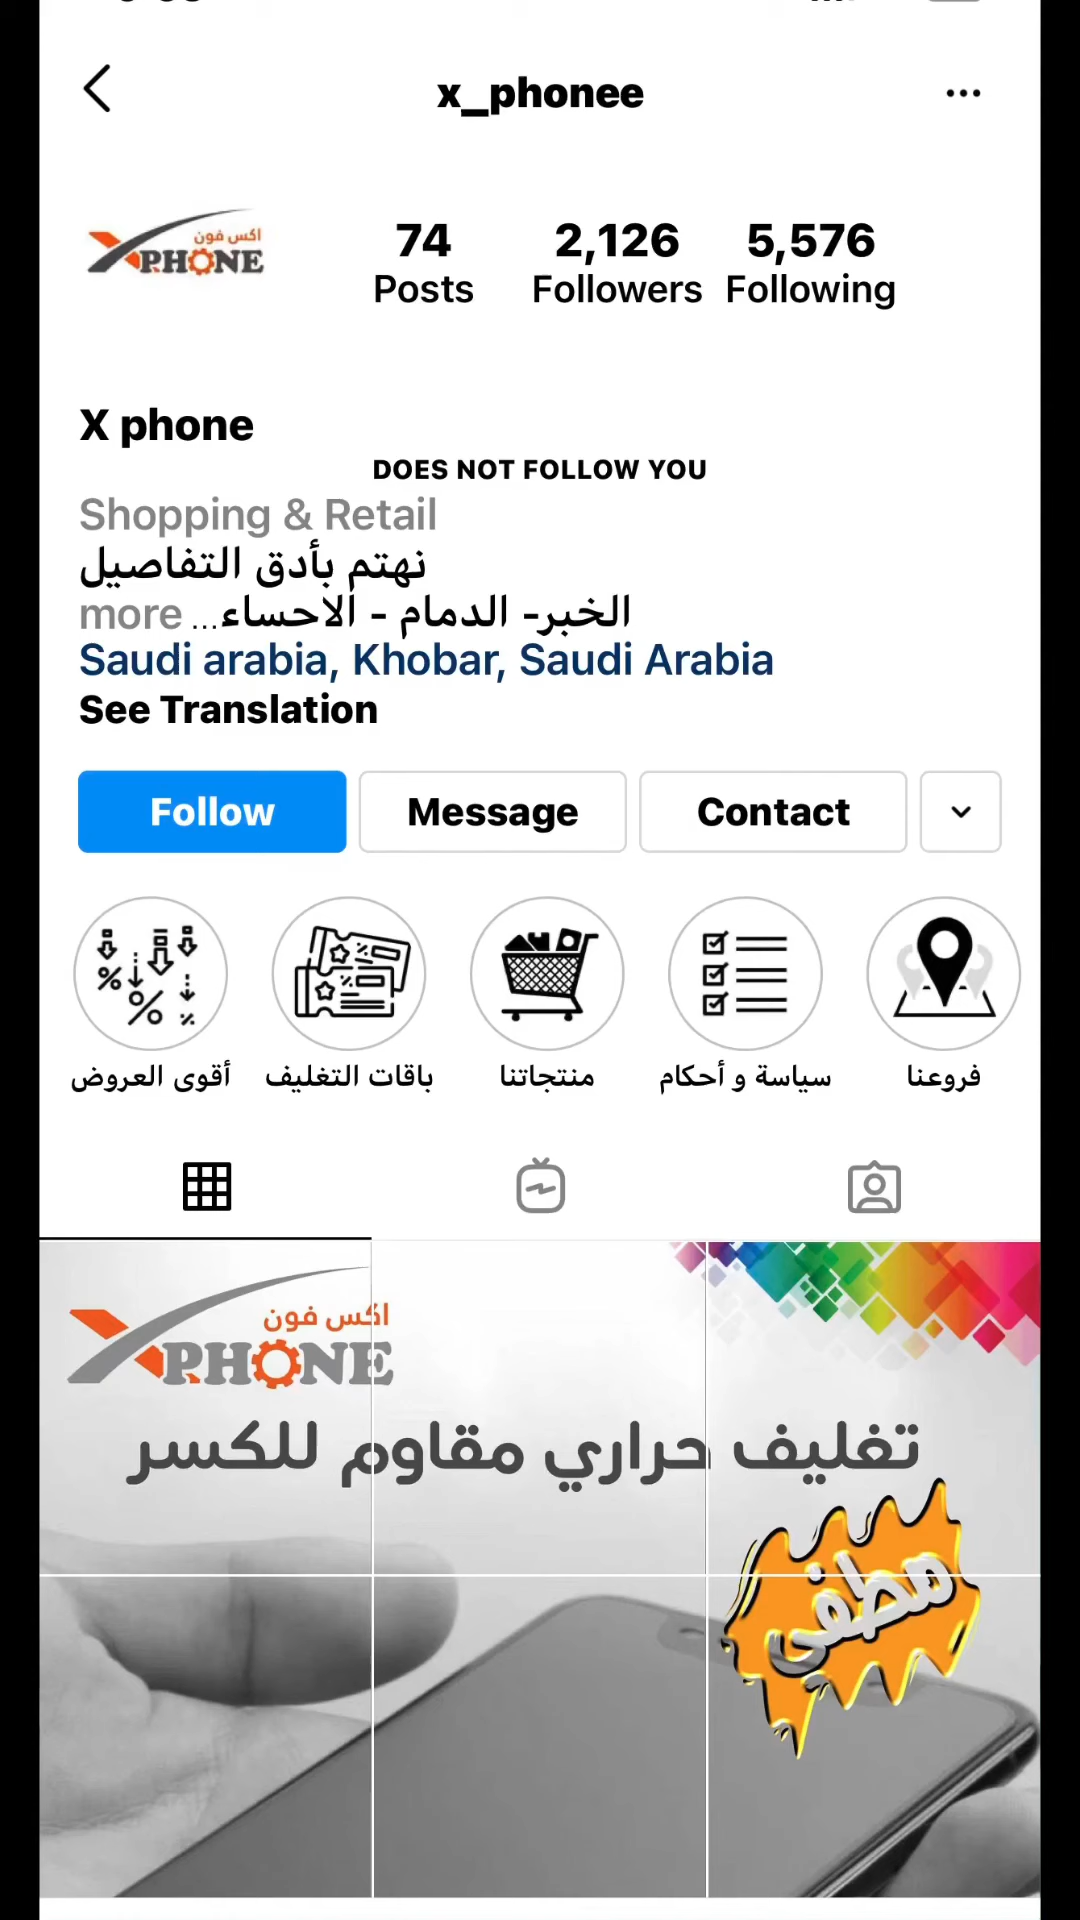 x_phonee
اكس فون
XPHONE
74 2,126 5,576
Posts Followers Following
X phone
DOES NOT FOLLOW YOU
Shopping & Retail
نهتم بأدق التفاصيل
الخبر- الدمام - الاحساء... more
Saudi arabia, Khobar, Saudi Arabia
See Translation
Follow Message Contact
أقوى العروض باقات التغليف منتجاتنا سياسة و أحكام فروعنا
اكس فون
XPHONE
تغليف حراري مقاوم للكسر
مطفي